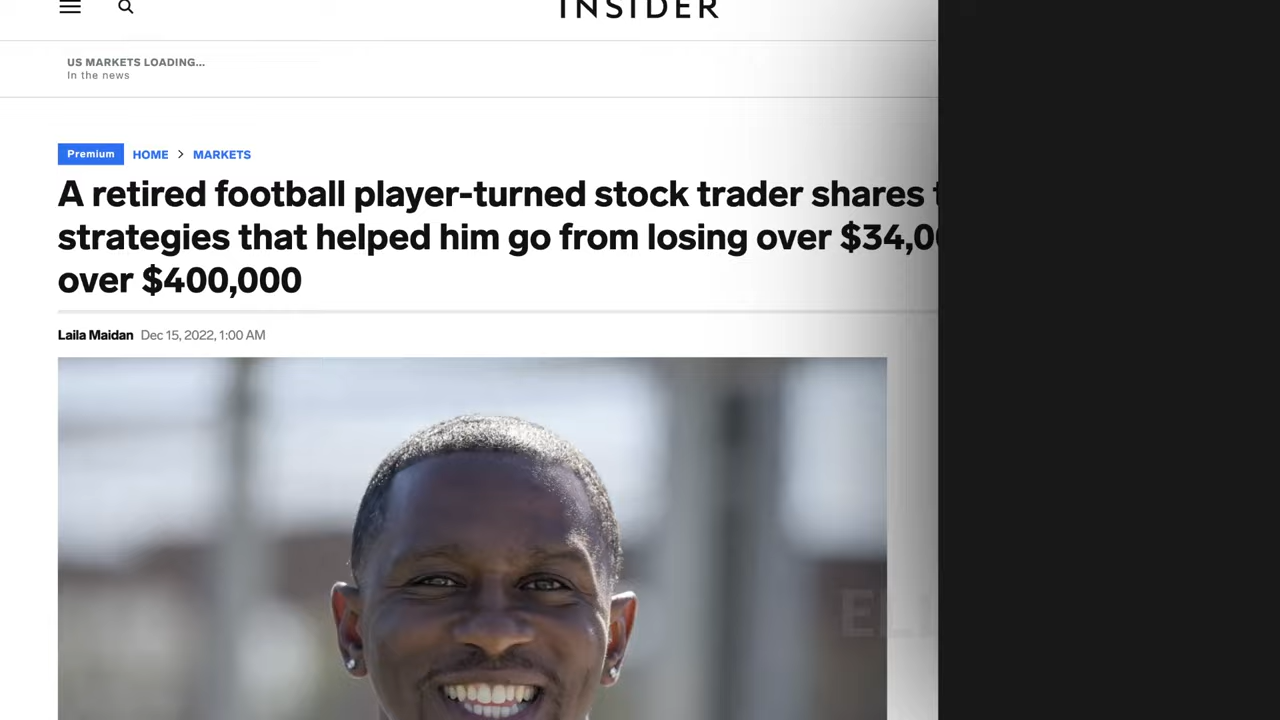 INSIDER
US MARKETS LOADING...
In the news
Premium HOME > MARKETS
A retired football player-turned stock trader shares
strategies that helped him go from losing over
over $400,000
Laila Maidan Dec 15, 2022, 1:00 AM